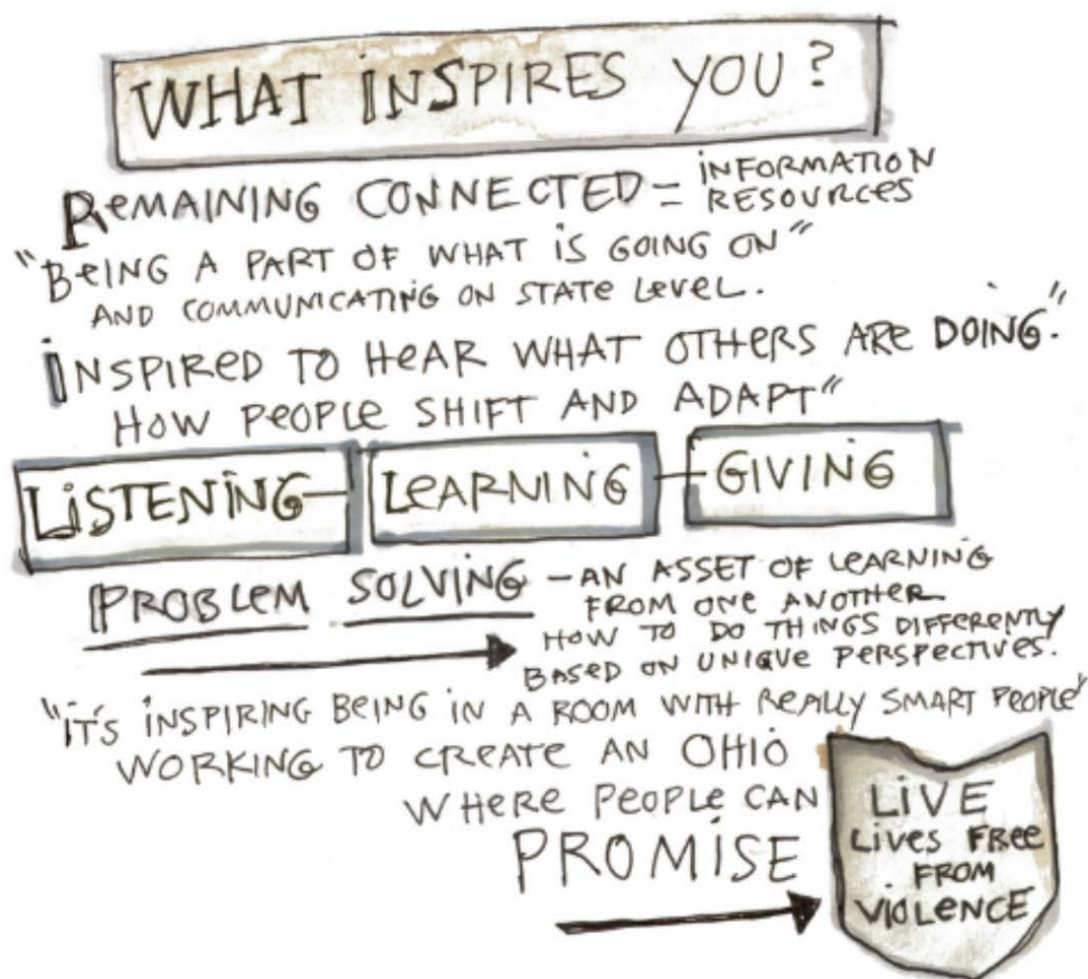 WHAT INSPIRES YOU?
REMAINING CONNECTED = INFORMATION
RESOURCES
"BEING A PART OF WHAT IS GOING ON"
AND COMMUNICATING ON STATE LEVEL.
INSPIRED TO HEAR WHAT OTHERS ARE DOING."
HOW PEOPLE SHIFT AND ADAPT"
LISTENING - LEARNING - GIVING
PROBLEM SOLVING - AN ASSET OF LEARNING
FROM ONE ANOTHER
HOW TO DO THINGS DIFFERENTLY
BASED ON UNIQUE PERSPECTIVES.
"IT'S INSPIRING BEING IN A ROOM WITH REALLY SMART PEOPLE"
WORKING TO CREATE AN OHIO
WHERE PEOPLE CAN
PROMISE
LIVE
LIVES FREE
FROM
VIOLENCE